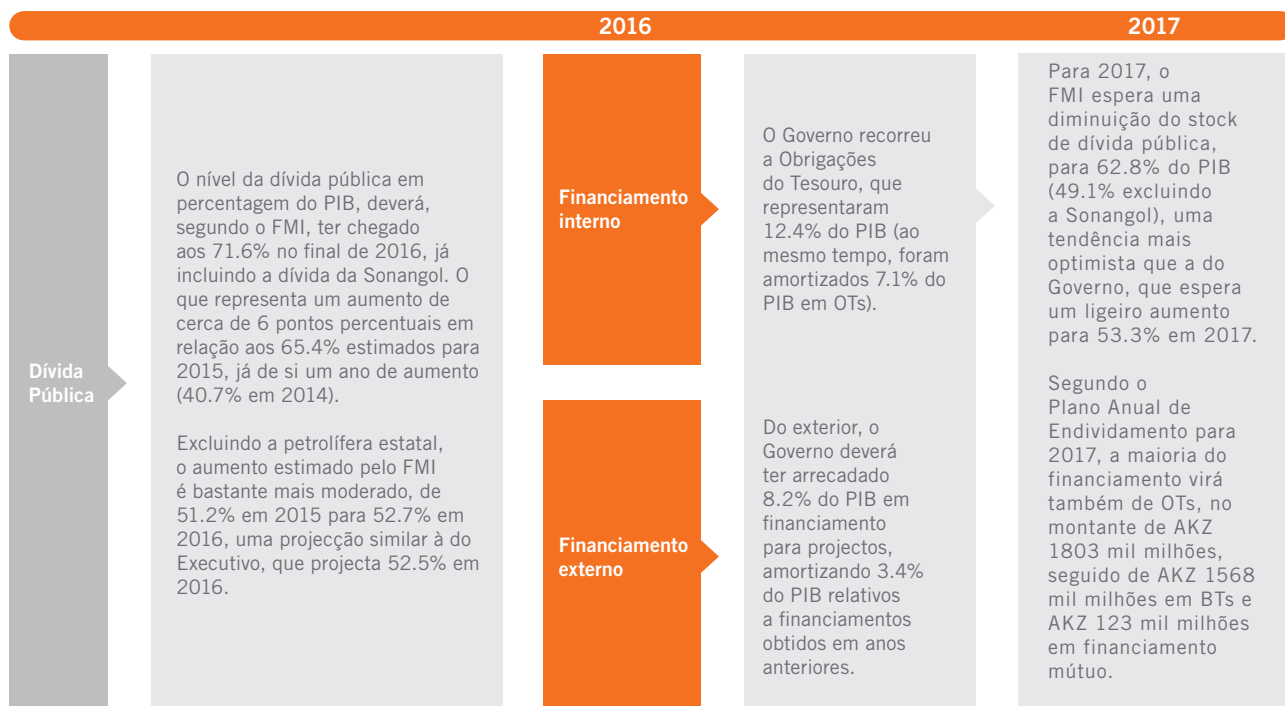 2016
2017
Dívida
Pública
O nível da dívida pública em
percentagem do PIB, deverá,
segundo o FMI, ter chegado
aos 71.6% no final de 2016, já
incluindo a dívida da Sonangol. O
que representa um aumento de
cerca de 6 pontos percentuais em
relação aos 65.4% estimados para
2015, já de si um ano de aumento
(40.7% em 2014).
Excluindo a petrolífera estatal,
o aumento estimado pelo FMI
é bastante mais moderado, de
51.2% em 2015 para 52.7% em
2016, uma projecção similar à do
Executivo, que projecta 52.5% em
2016.
Financiamento
interno
O Governo recorreu
a Obrigações
do Tesouro, que
representaram
12.4% do PIB (ao
mesmo tempo, foram
amortizados 7.1% do
PIB em OTs).
Financiamento
externo
Do exterior, o
Governo deverá
ter arrecadado
8.2% do PIB em
financiamento
para projectos,
amortizando 3.4%
do PIB relativos
a financiamentos
obtidos em anos
anteriores.
Para 2017, o
FMI espera uma
diminuição do stock
de dívida pública,
para 62.8% do PIB
(49.1% excluindo
a Sonangol), uma
tendência mais
optimista que a do
Governo, que espera
um ligeiro aumento
para 53.3% em 2017.
Segundo o
Plano Anual de
Endividamento para
2017, a maioria do
financiamento virá
também de OTs, no
montante de AKZ
1803 mil milhões,
seguido de AKZ 1568
mil milhões em BTs e
AKZ 123 mil milhões
em financiamento
mútuo.